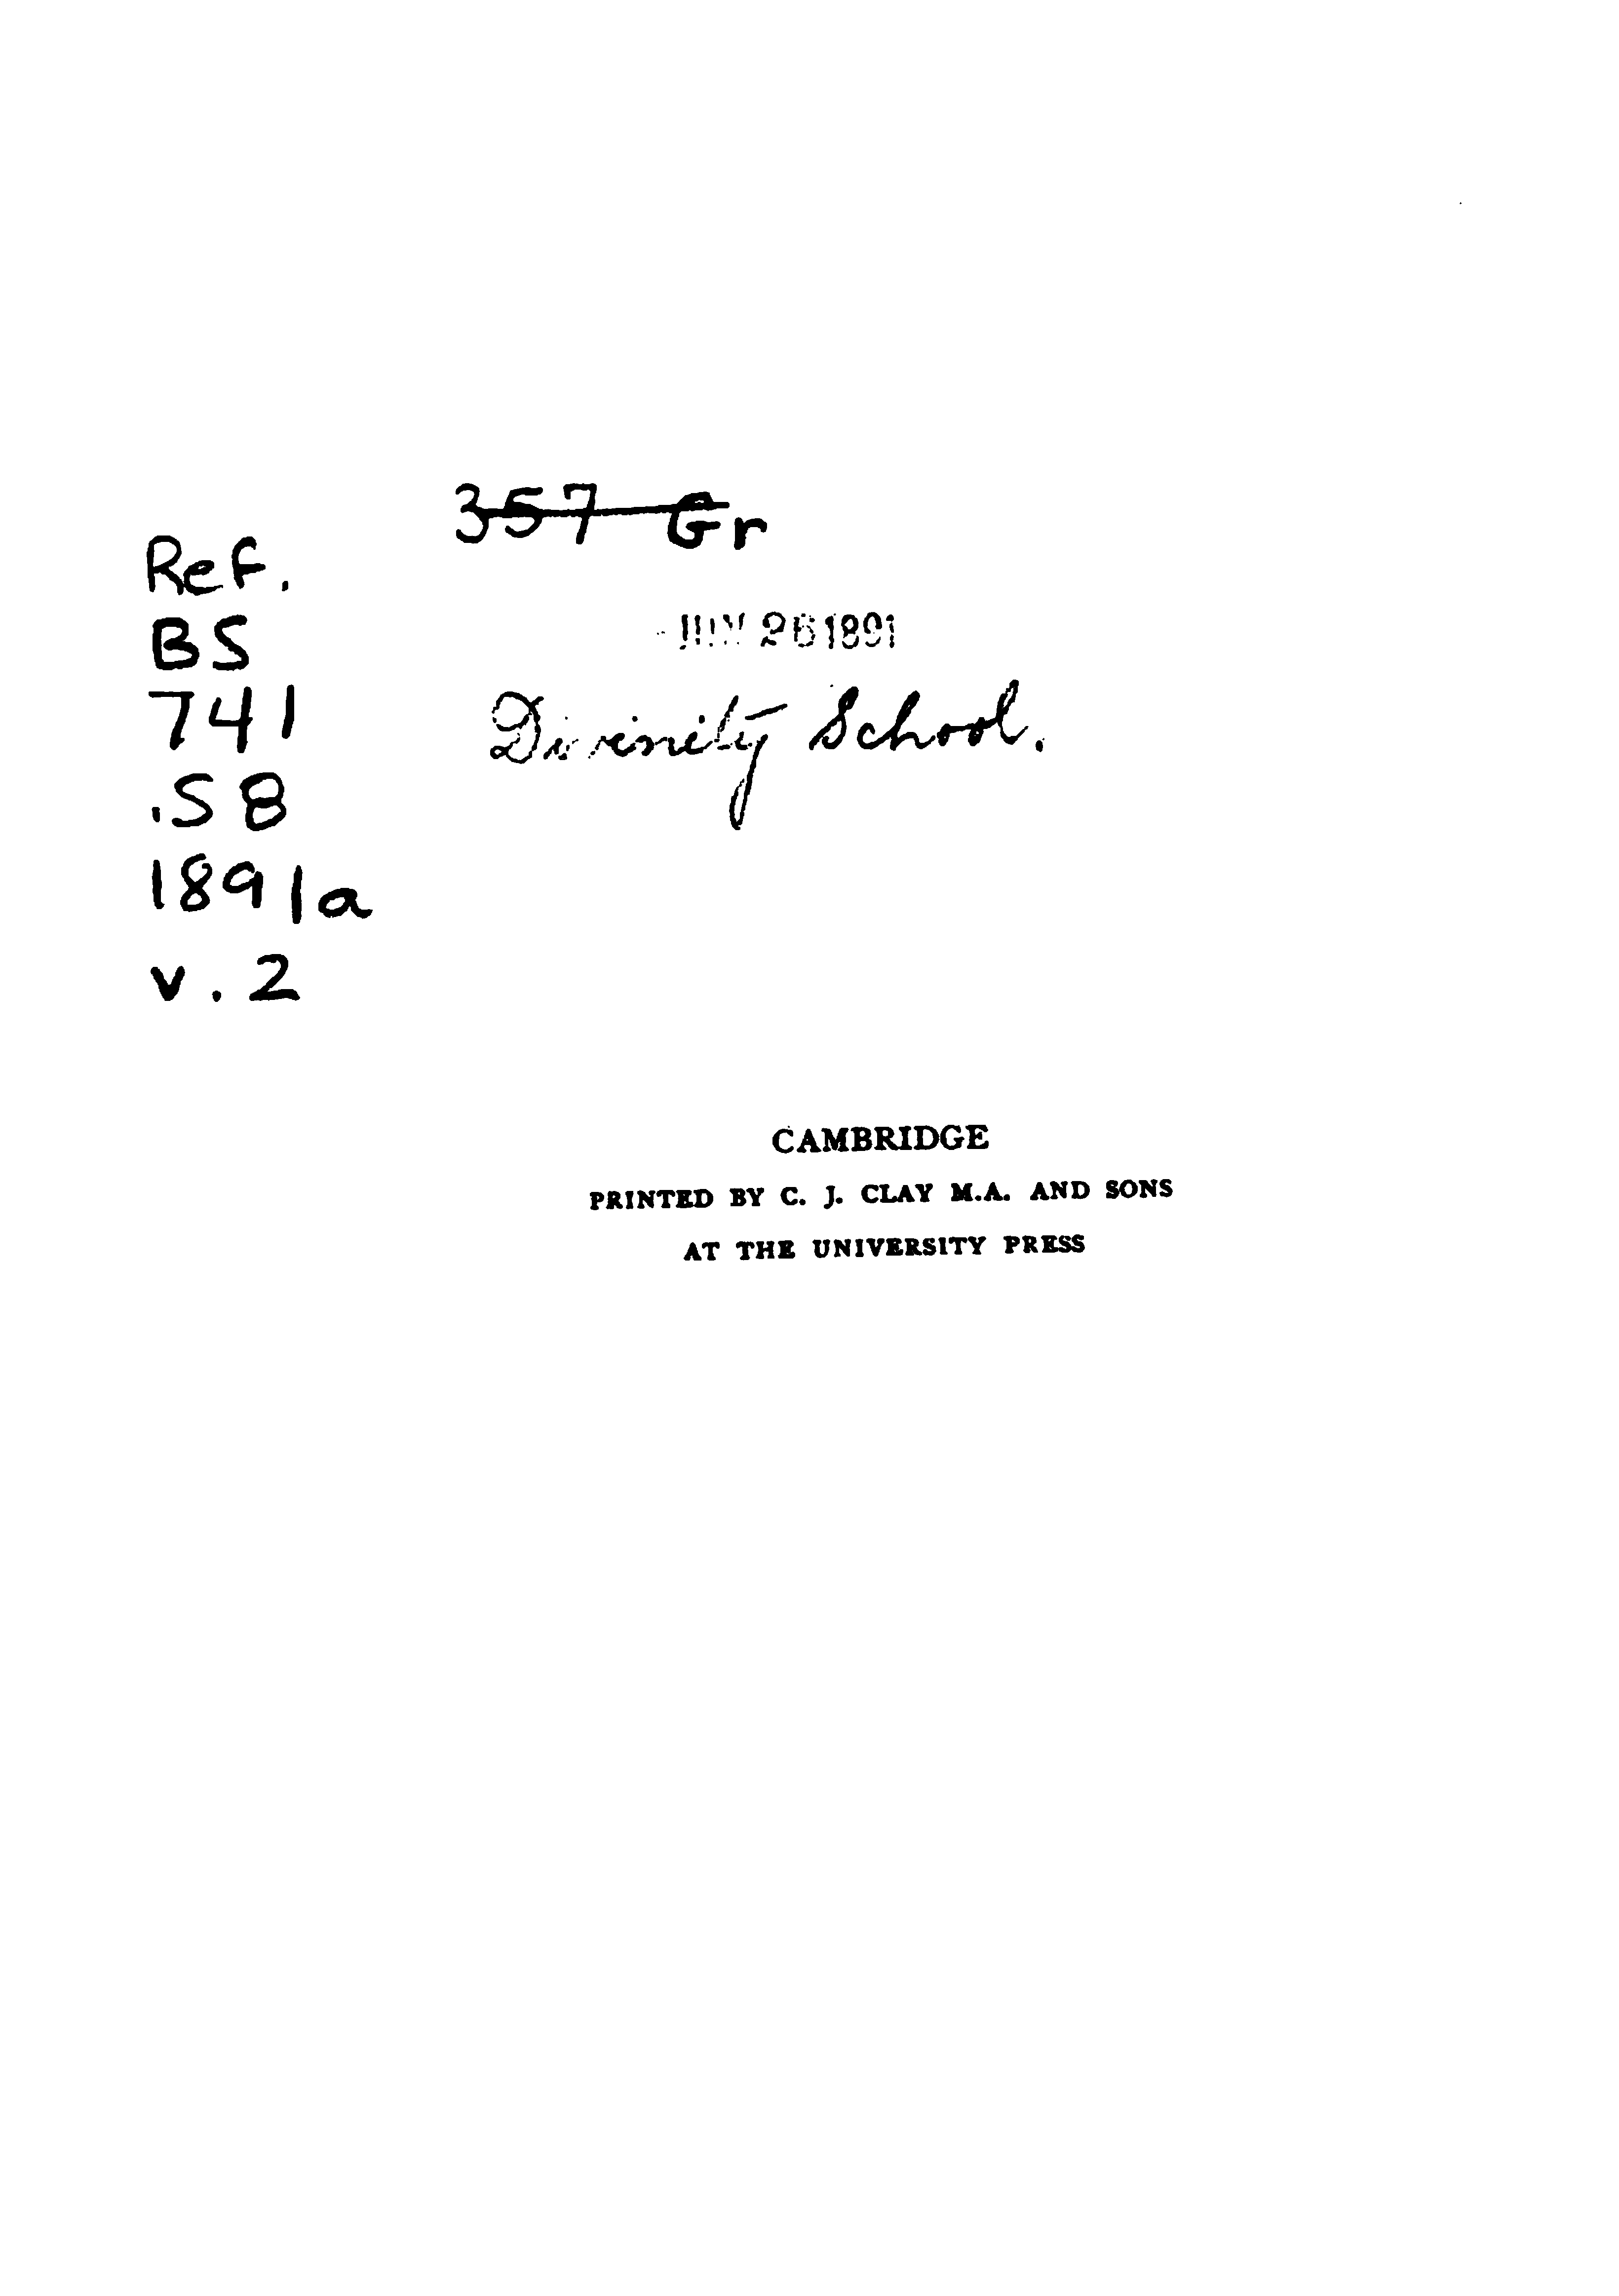 357 Gr
Ref.
BS
741
.S8
1891a
v.2
JUN 26 1891
Divinity School.
CAMBRIDGE
PRINTED BY C. J. CLAY M.A. AND SONS
AT THE UNIVERSITY PRESS